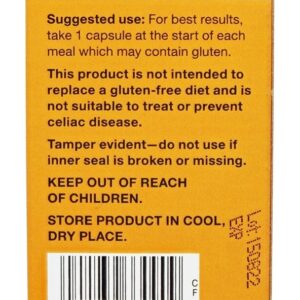 Suggested use: For best results,
take 1 capsule at the start of each
meal which may contain gluten.
This product is not intended to
replace a gluten-free diet and is
not suitable to treat or prevent
celiac disease.
Tamper evident—do not use if
inner seal is broken or missing.
KEEP OUT OF REACH
OF CHILDREN.
STORE PRODUCT IN COOL,
DRY PLACE.
Lot: 1508222
EXP
C
F